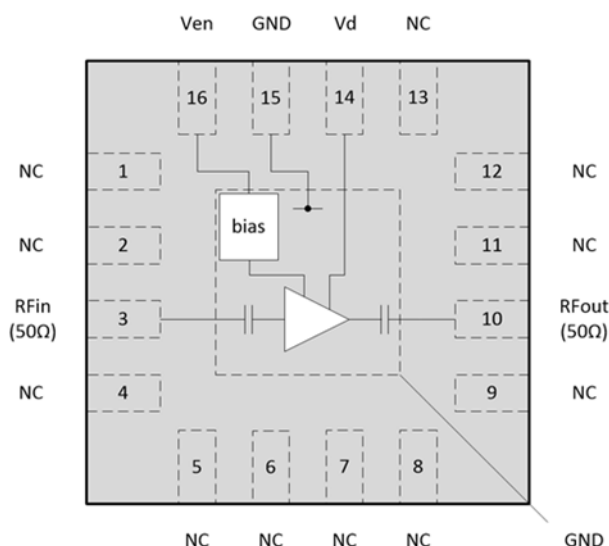 Ven GND Vd NC
16 15 14 13
NC 1 12 NC
bias
NC 2 11 NC
RFin RFout
(50Ω) 3 10 (50Ω)
NC 4 9 NC
5 6 7 8
NC NC NC NC GND